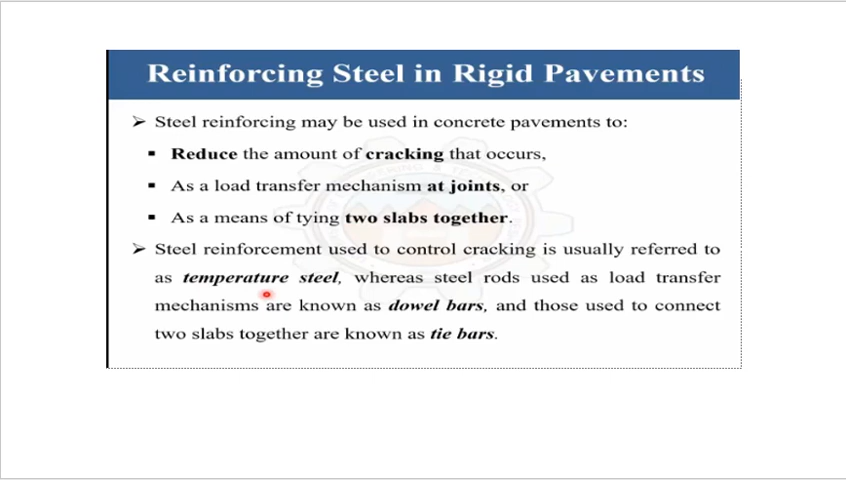 Reinforcing Steel in Rigid Pavements
➢ Steel reinforcing may be used in concrete pavements to:
▪ Reduce the amount of cracking that occurs,
▪ As a load transfer mechanism at joints, or
▪ As a means of tying two slabs together.
➢ Steel reinforcement used to control cracking is usually referred to
as temperature steel, whereas steel rods used as load transfer
mechanisms are known as dowel bars, and those used to connect
two slabs together are known as tie bars.